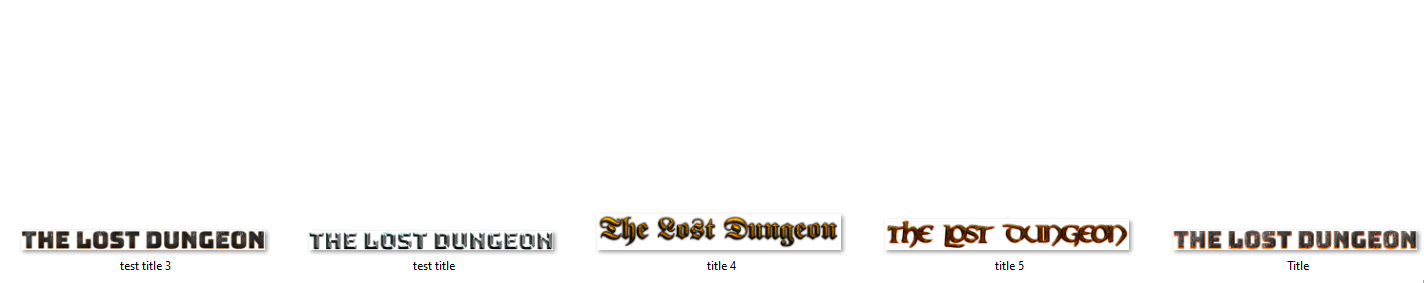 THE LOST DUNGEON
test title 3
THE LOST DUNGEON
test title
The Lost Dungeon
title 4
THE LOST DUNGEON
title 5
THE LOST DUNGEON
Title